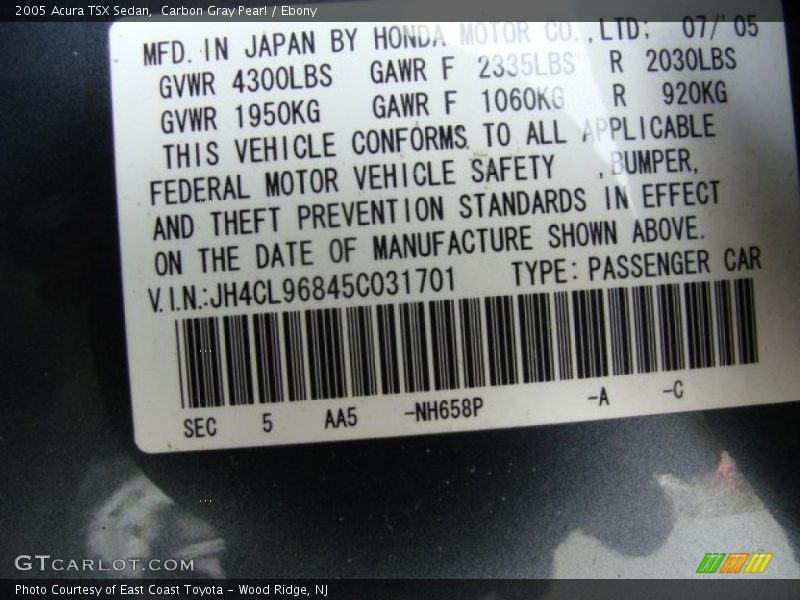 2005 Acura TSX Sedan,  Carbon Gray Pearl / Ebony
MFD. IN JAPAN BY HONDA MOTOR CO.,LTD; 07/'05
GVWR 4300LBS GAWR F 2335LBS R 2030LBS
GVWR 1950KG GAWR F 1060KG R 920KG
THIS VEHICLE CONFORMS TO ALL APPLICABLE
FEDERAL MOTOR VEHICLE SAFETY ,BUMPER,
AND THEFT PREVENTION STANDARDS IN EFFECT
ON THE DATE OF MANUFACTURE SHOWN ABOVE.
V.I.N.:JH4CL96845C031701 TYPE:PASSENGER CAR
SEC 5 AA5 -NH658P -A -C
GTCARLOT.COM
Photo Courtesy of East Coast Toyota - Wood Ridge, NJ